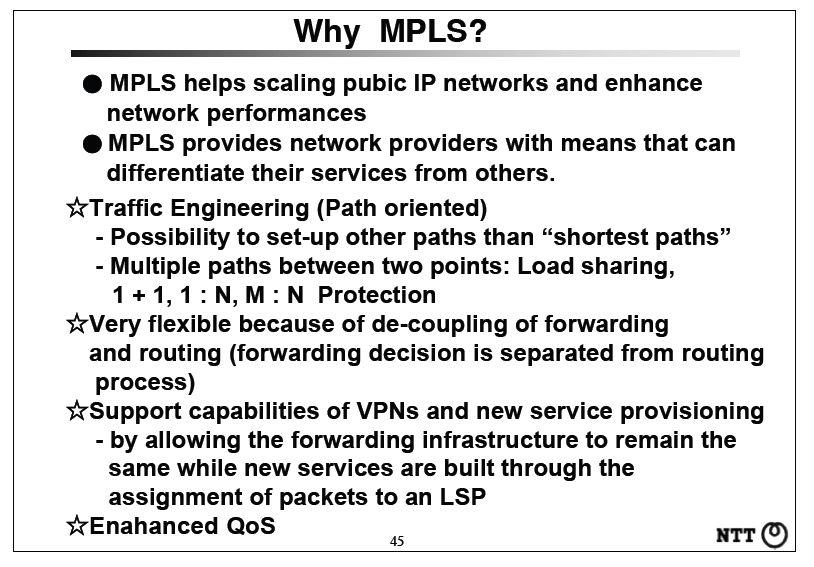 Why MPLS?
● MPLS helps scaling pubic IP networks and enhance
network performances
● MPLS provides network providers with means that can
differentiate their services from others.
☆Traffic Engineering (Path oriented)
- Possibility to set-up other paths than “shortest paths”
- Multiple paths between two points: Load sharing,
1 + 1, 1 : N, M : N Protection
☆Very flexible because of de-coupling of forwarding
and routing (forwarding decision is separated from routing
process)
☆Support capabilities of VPNs and new service provisioning
- by allowing the forwarding infrastructure to remain the
same while new services are built through the
assignment of packets to an LSP
☆Enahanced QoS
45
NTT